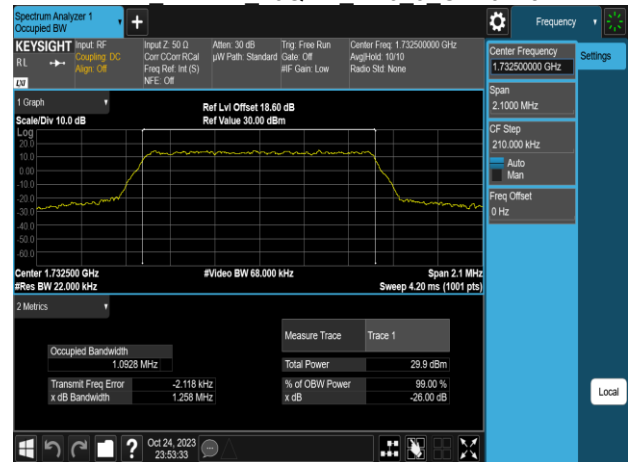 Spectrum Analyzer 1
Occupied BW
Frequency
KEYSIGHT
RL
LXI
Input: RF
Coupling: DC
Align: Off
Input Z: 50 Ω
Corr CCorr RCal
Freq Ref: Int (S)
NFE: Off
Atten: 30 dB
µW Path: Standard
Trig: Free Run
Gate: Off
#IF Gain: Low
Center Freq: 1.732500000 GHz
Avg|Hold: 10/10
Radio Std: None
Center Frequency
1.732500000 GHz
Settings
Span
2.1000 MHz
CF Step
210.000 kHz
Auto
Man
Freq Offset
0 Hz
Local
1 Graph
Scale/Div 10.0 dB
Ref Lvl Offset 18.60 dB
Ref Value 30.00 dBm
Log
20.0
10.0
0.00
-10.0
-20.0
-30.0
-40.0
-50.0
-60.0
Center 1.732500 GHz
#Video BW 68.000 kHz
Span 2.1 MHz
#Res BW 22.000 kHz
Sweep 4.20 ms (1001 pts)
2 Metrics
Measure Trace
Trace 1
Occupied Bandwidth
1.0928 MHz
Total Power
29.9 dBm
Transmit Freq Error
-2.118 kHz
% of OBW Power
99.00 %
x dB Bandwidth
1.258 MHz
x dB
-26.00 dB
Oct 24, 2023
23:53:33